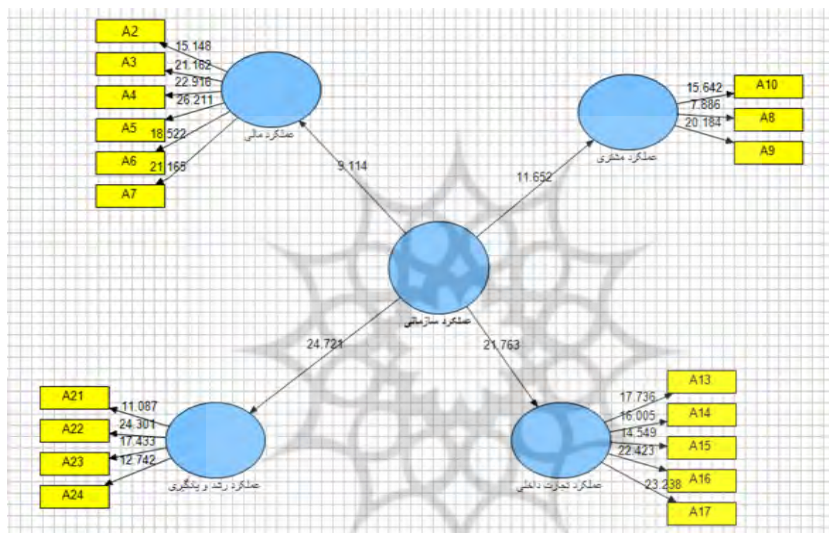 A2
15.148
A3
21.162
A4
22.916
A5
26.211
A6
18.522
A7
21.165
عملکرد مالی
A10
15.642
A8
7.886
A9
20.184
عملکرد مشتری
9.114
11.652
عملکرد سازمانی
24.721
21.763
A21
11.087
A22
24.301
A23
17.433
A24
12.742
عملکرد رشد و یادگیری
A13
17.736
A14
16.005
A15
14.549
A16
22.423
A17
23.238
عملکرد تجارت داخلی